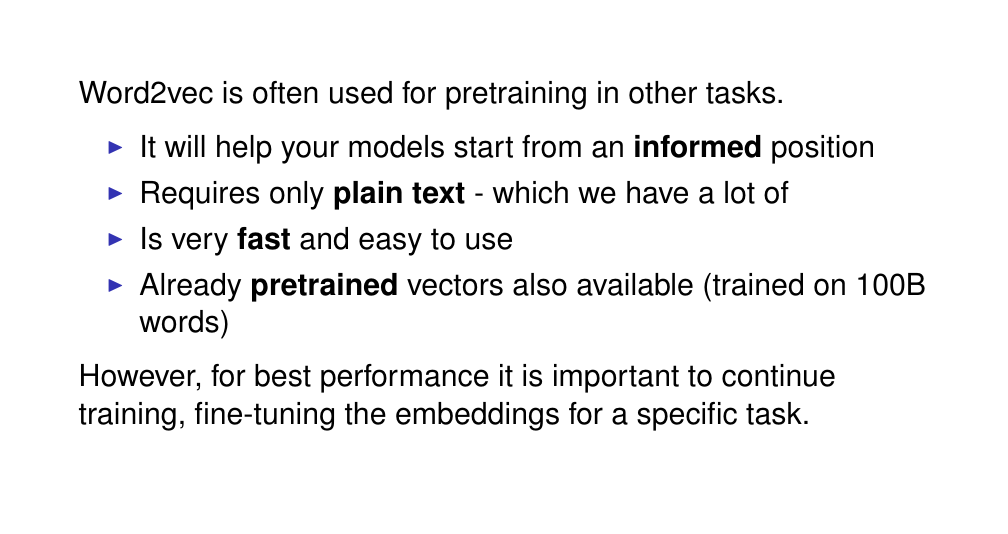 Word2vec is often used for pretraining in other tasks.
▶ It will help your models start from an informed position
▶ Requires only plain text - which we have a lot of
▶ Is very fast and easy to use
▶ Already pretrained vectors also available (trained on 100B
words)
However, for best performance it is important to continue
training, fine-tuning the embeddings for a specific task.